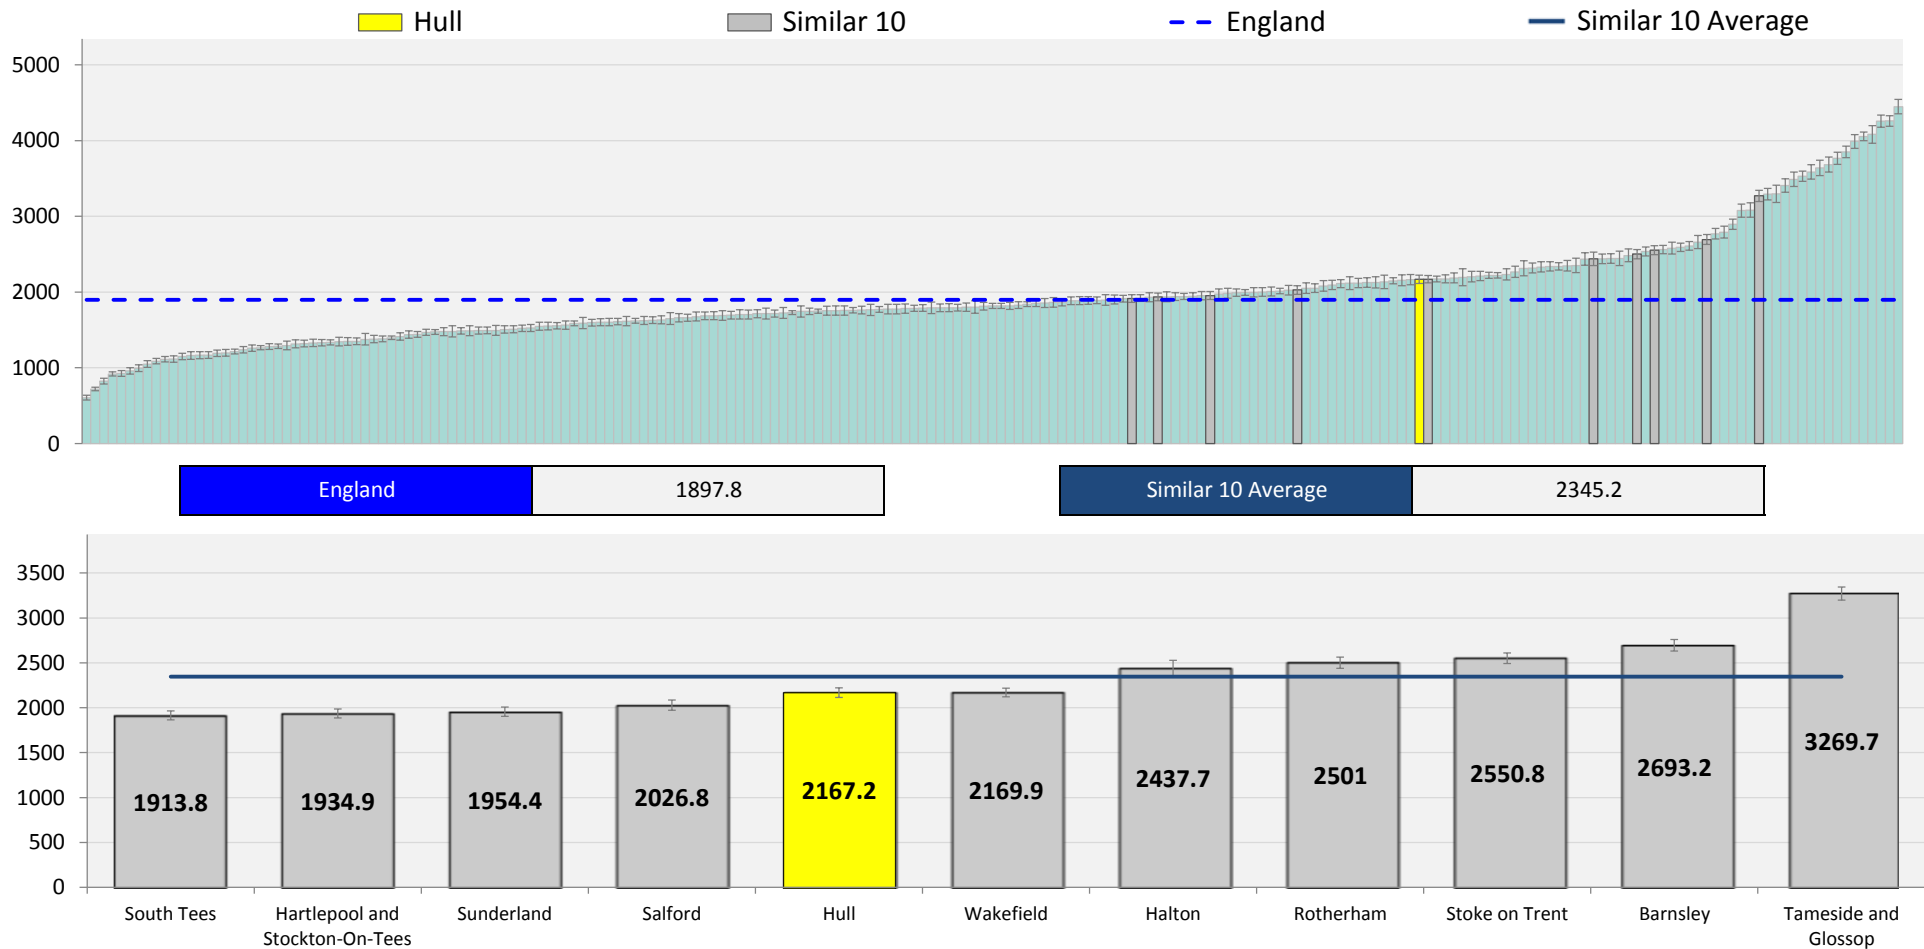 Hull
Similar 10
England
Similar 10 Average
5000
4000
3000
2000
1000
0
England
1897.8
Similar 10 Average
2345.2
3500
3000
2500
2000
1500
1000
500
0
1913.8
1934.9
1954.4
2026.8
2167.2
2169.9
2437.7
2501
2550.8
2693.2
3269.7
South Tees
Hartlepool and
Stockton-On-Tees
Sunderland
Salford
Hull
Wakefield
Halton
Rotherham
Stoke on Trent
Barnsley
Tameside and
Glossop